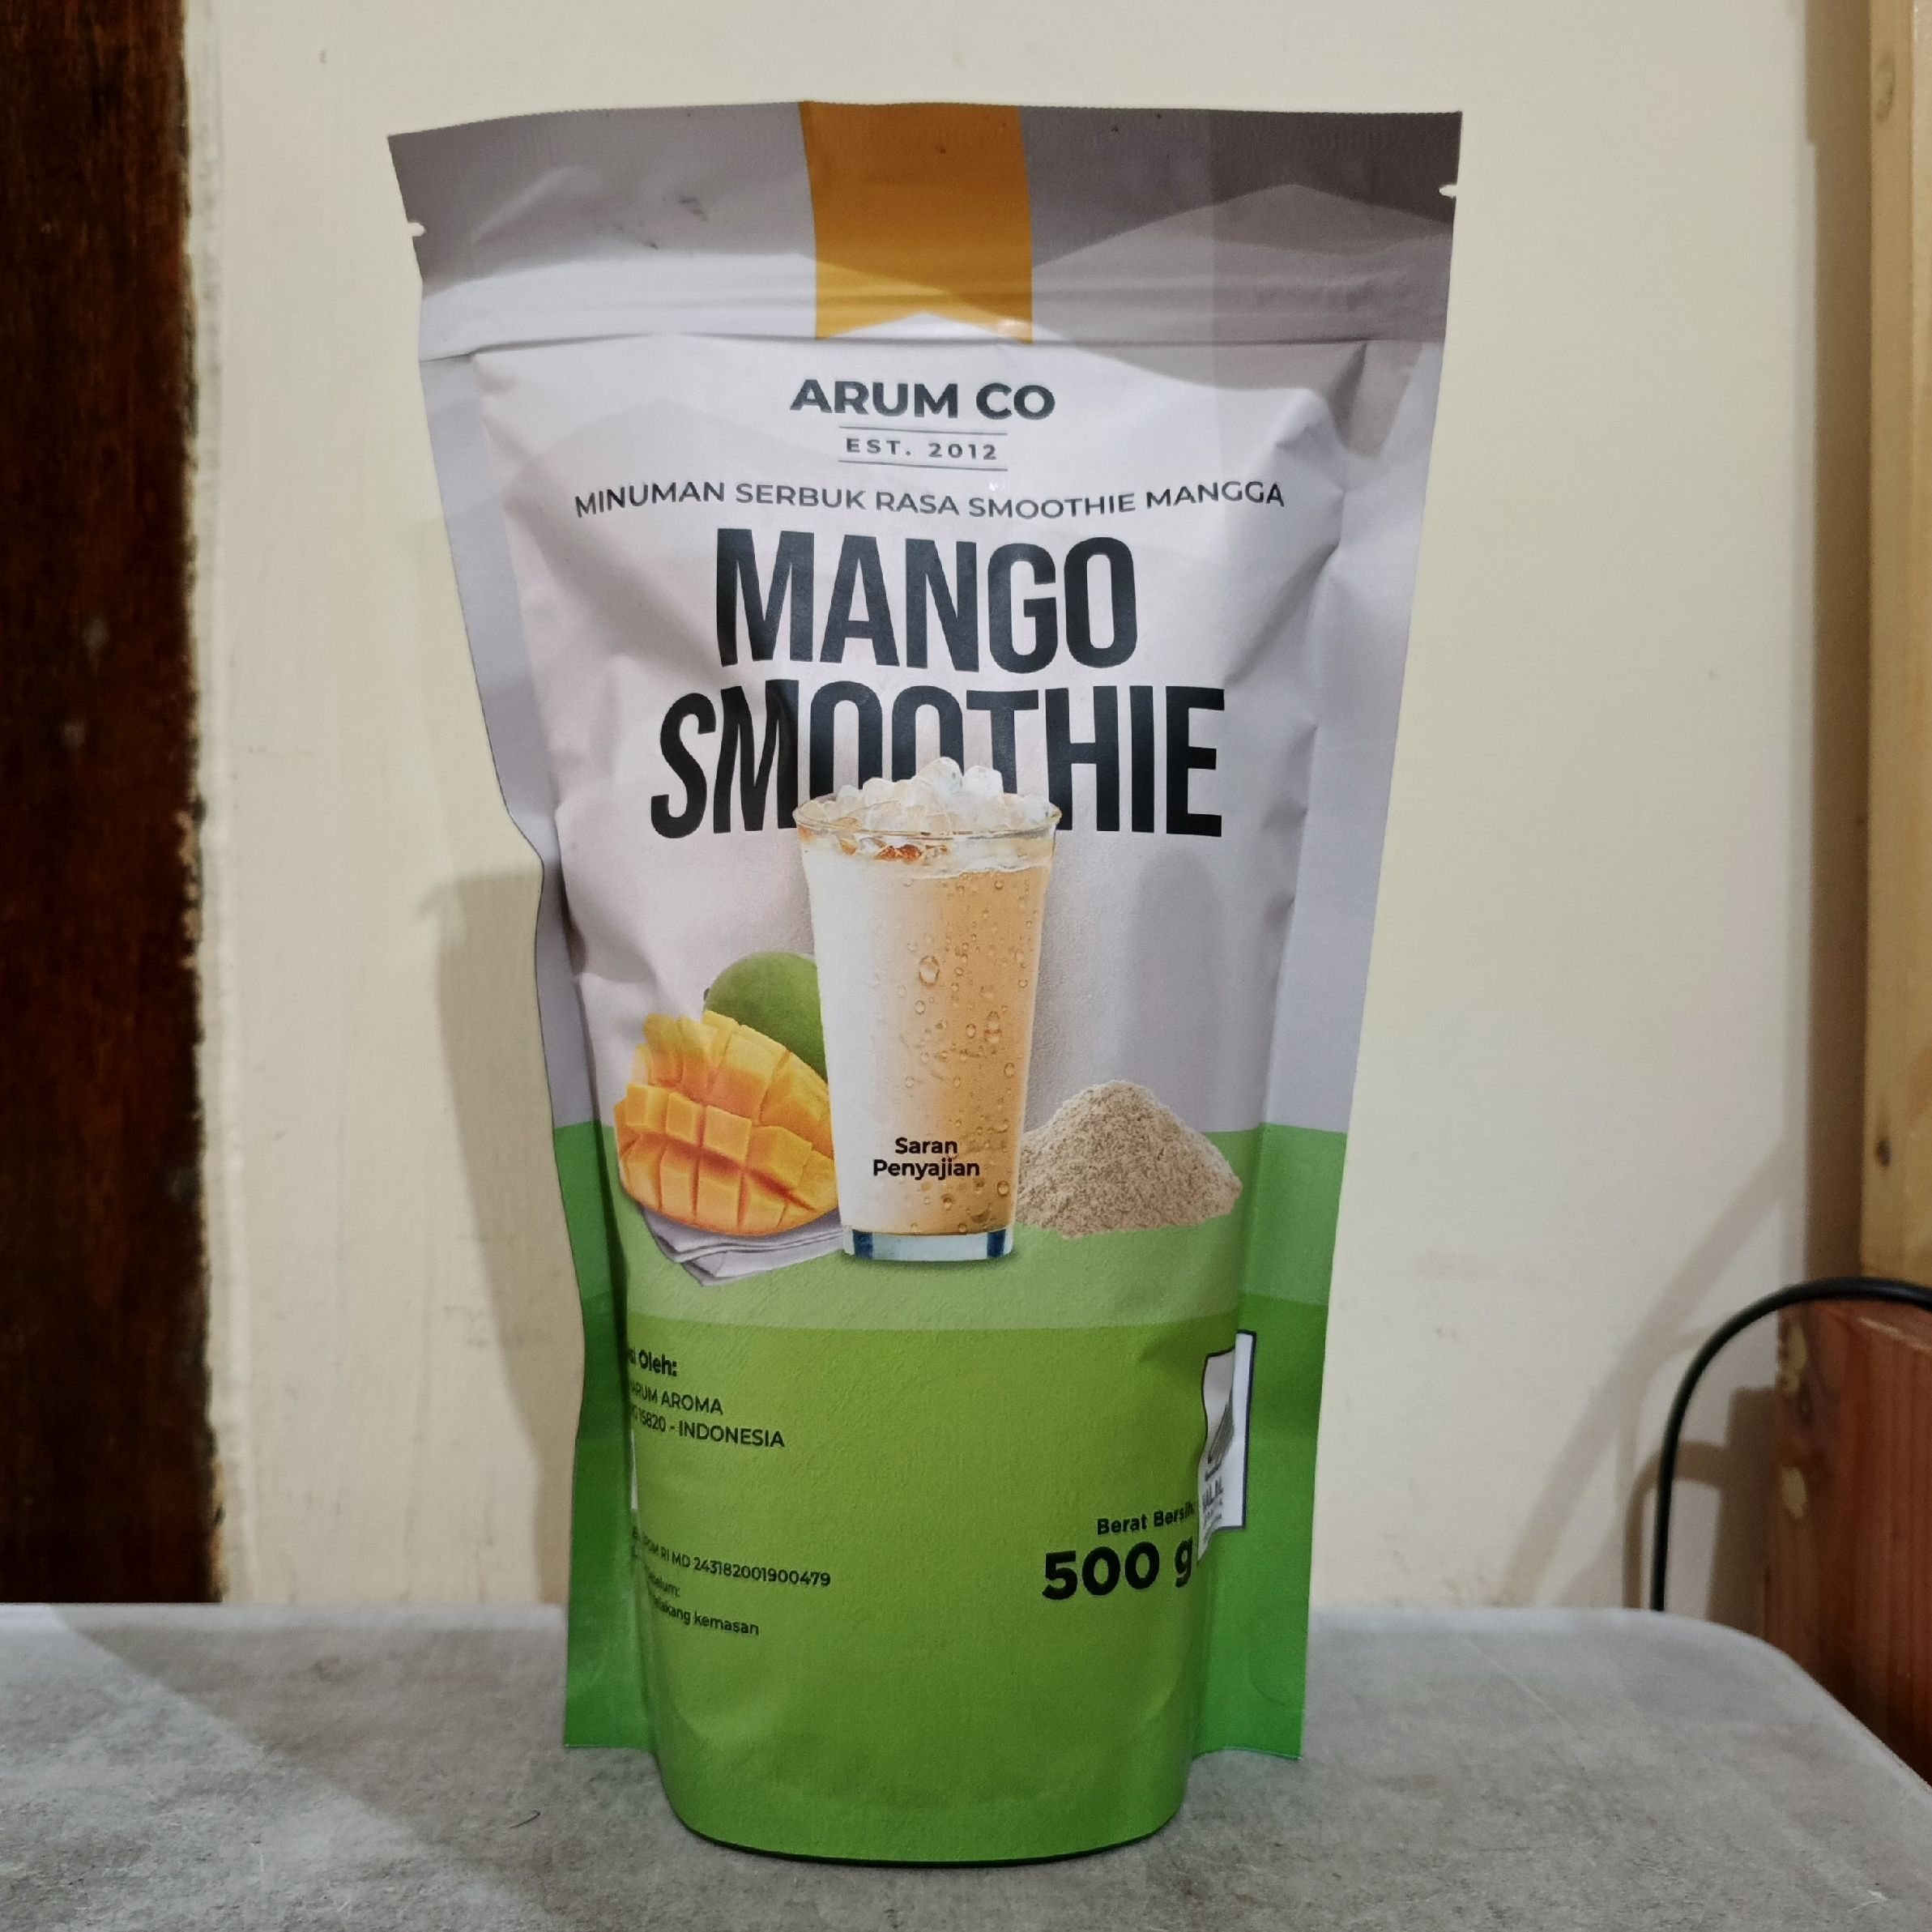 ARUM CO
EST. 2012
MINUMAN SERBUK RASA SMOOTHIE MANGGA
MANGO
SMOOTHIE
Saran
Penyajian
Oleh:
ARUM AROMA
15820 - INDONESIA
RI MD 243182001900479
kemasan
Berat Bersih
500 g